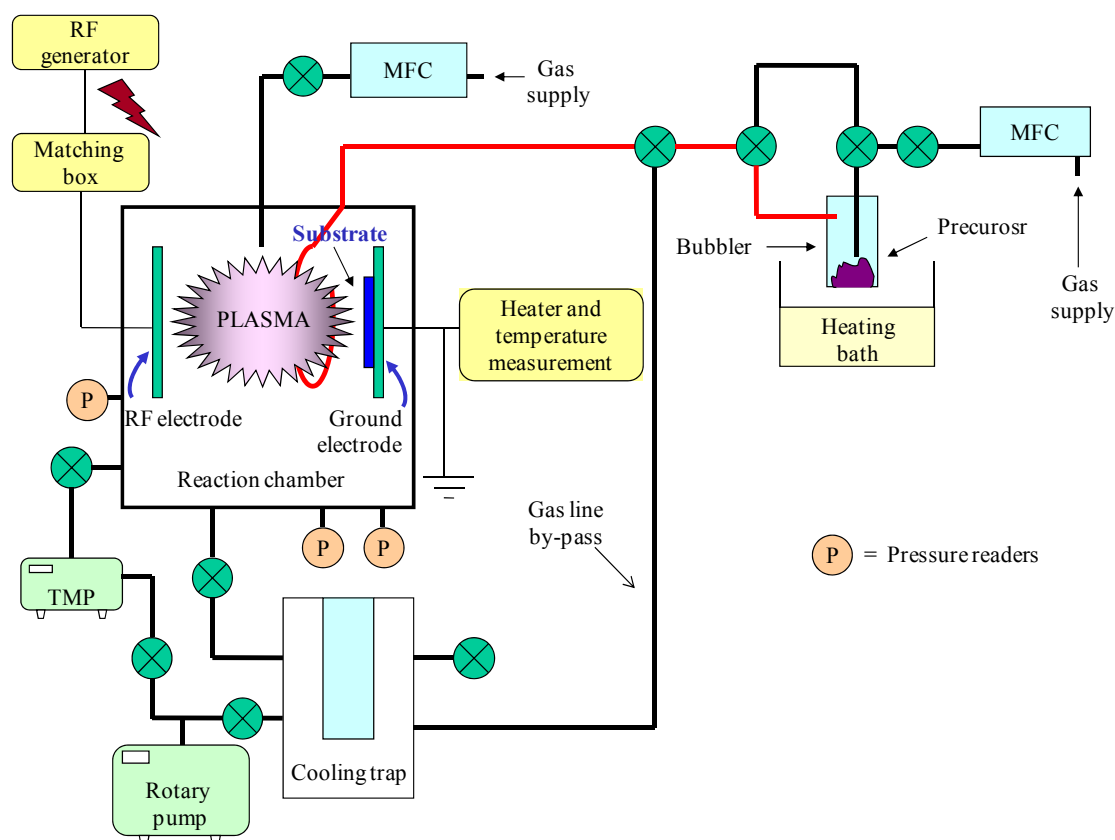 RF
generator
MFC
Gas
supply
Matching
box
MFC
Substrate
Bubbler
Precurosr
PLASMA
Heater and
temperature
measurement
Gas
supply
Heating
bath
P
RF electrode
Ground
electrode
Reaction chamber
Gas line
by-pass
P
P
P
= Pressure readers
TMP
Cooling trap
Rotary
pump